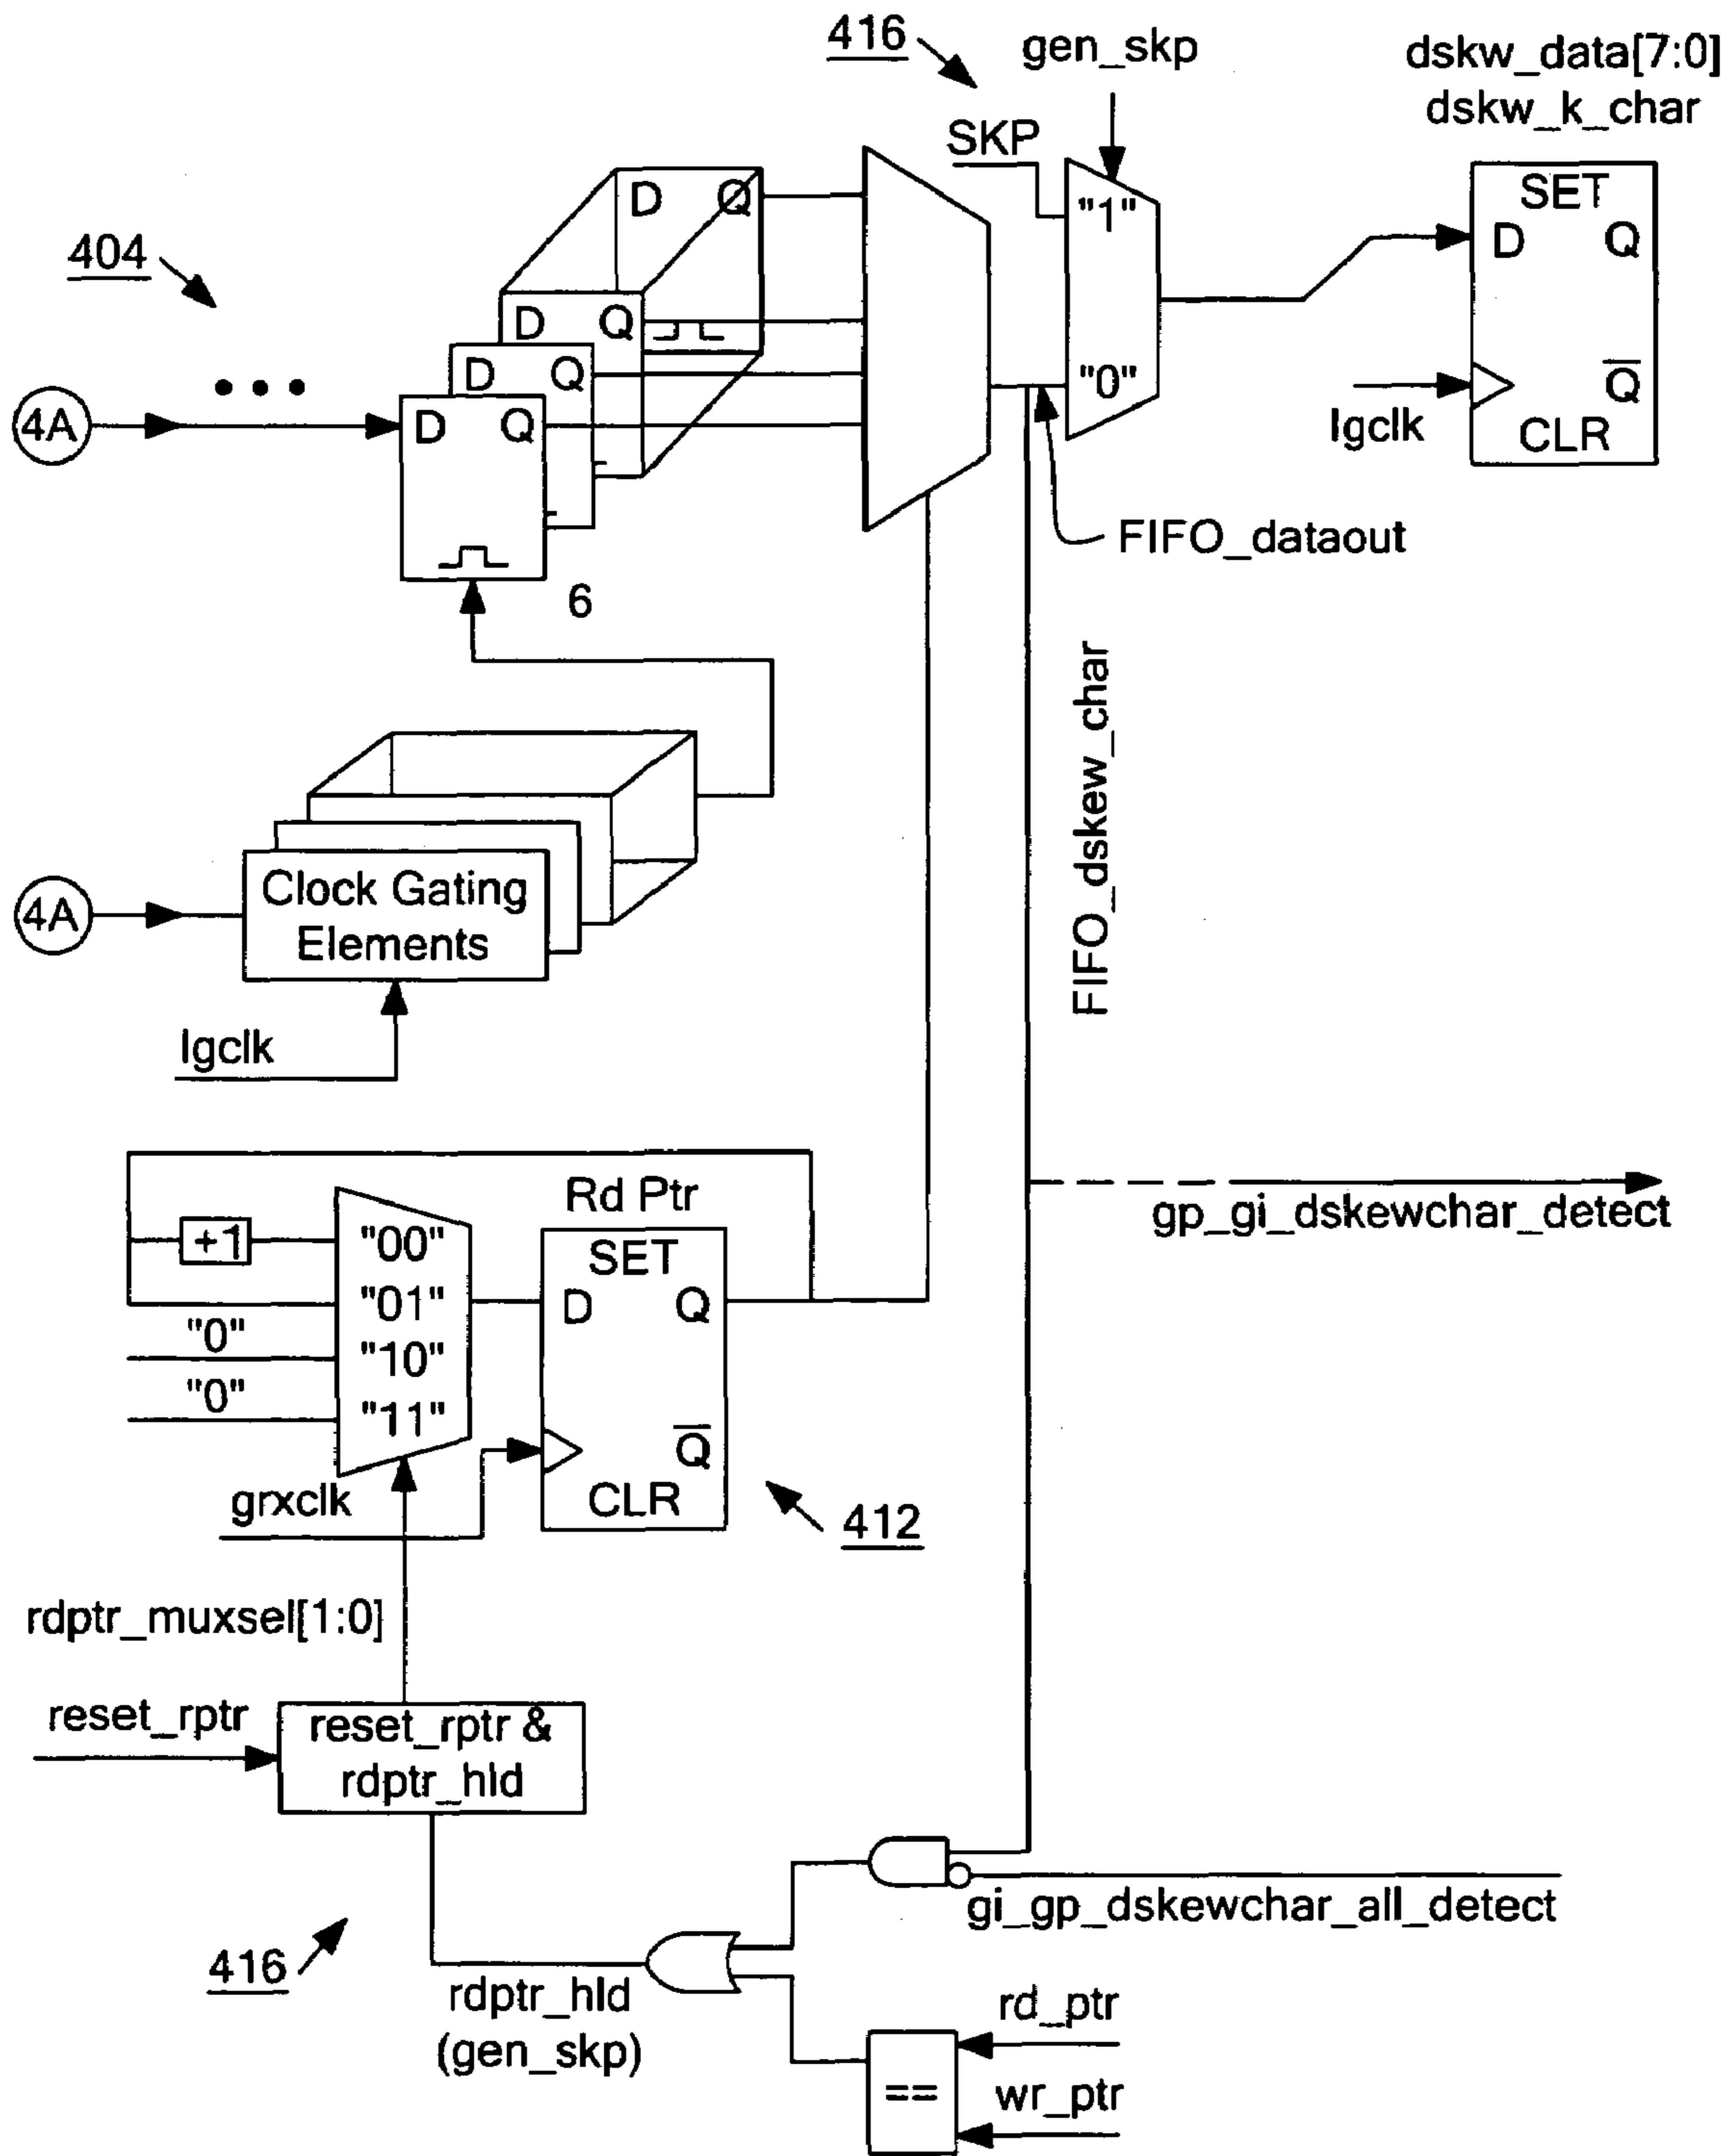 416
gen_skp
dskw_data[7:0]
dskw_k_char
SKP
"1"
"0"
SET
D Q
Q
CLR
lgclk
404
D Q
D Q
D Q
D Q
• • •
4A
6
FIFO_dataout
FIFO_dskew_char
4A
Clock Gating
Elements
lgclk
gp_gi_dskewchar_detect
Rd Ptr
+1
"00"
"01"
"10"
"11"
"0"
"0"
SET
D Q
Q
CLR
grxclk
412
rdptr_muxsel[1:0]
reset_rptr
reset_rptr &
rdptr_hld
gi_gp_dskewchar_all_detect
416
rdptr_hld
(gen_skp)
rd_ptr
==
wr_ptr